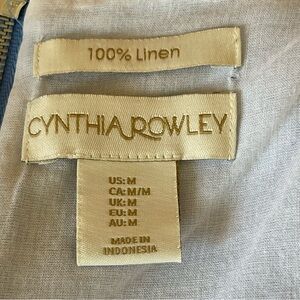 100% Linen
CYNTHIA ROWLEY
US: M
CA: M/M
UK: M
EU: M
AU: M
MADE IN
INDONESIA